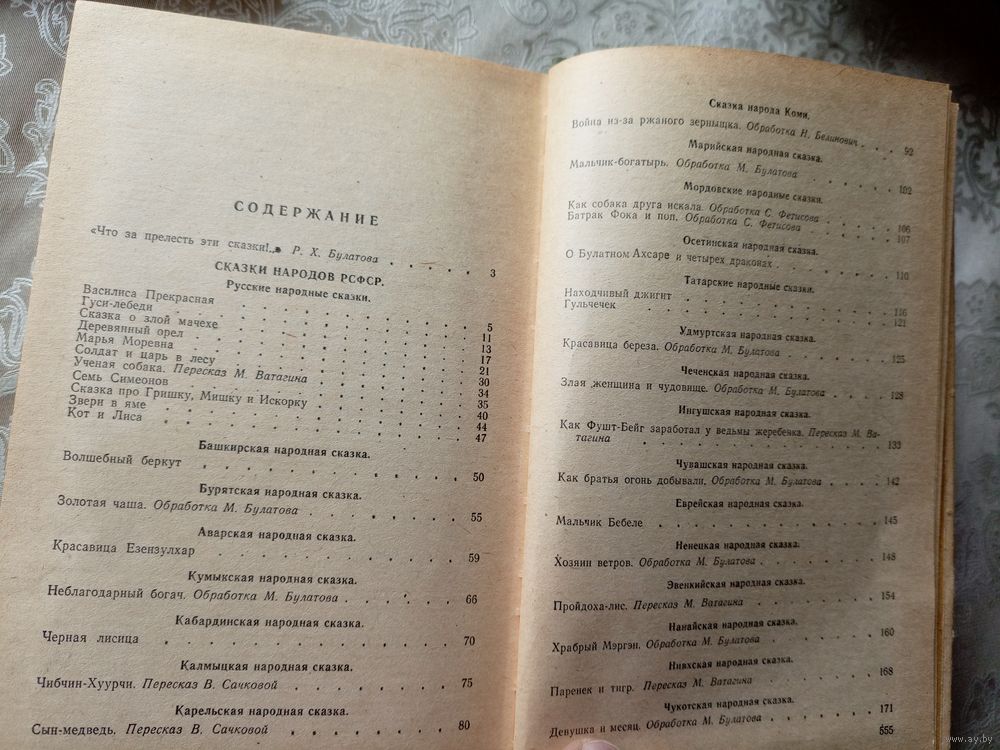 СОДЕРЖАНИЕ
«Что за прелесть эти сказки!..» Р. Х. Булатова . . . . . 3
СКАЗКИ НАРОДОВ РСФСР.
Русские народные сказки.
Василиса Прекрасная . . . . . 5
Гуси-лебеди . . . . . 11
Сказка о злой мачехе . . . . . 13
Деревянный орел . . . . . 17
Марья Моревна . . . . . 21
Солдат и царь в лесу . . . . . 30
Ученая собака. Пересказ М. Ватагина . . . . . 34
Семь Симеонов . . . . . 35
Сказка про Гришку, Мишку и Искорку . . . . . 40
Звери в яме . . . . . 44
Кот и Лиса . . . . . 47
Башкирская народная сказка.
Волшебный беркут . . . . . 50
Бурятская народная сказка.
Золотая чаша. Обработка М. Булатова . . . . . 55
Аварская народная сказка.
Красавица Езензулхар . . . . . 59
Кумыкская народная сказка.
Неблагодарный богач. Обработка М. Булатова . . . . . 66
Кабардинская народная сказка.
Черная лисица . . . . . 70
Калмыцкая народная сказка.
Чибчин-Хуурчи. Пересказ В. Сачковой . . . . . 75
Карельская народная сказка.
Сын-медведь. Пересказ В. Сачковой . . . . . 80
Сказка народа Коми.
Война из-за ржаного зернышка. Обработка Н. Белинович . . . . 92
Марийская народная сказка.
Мальчик-богатырь. Обработка М. Булатова . . . . . 102
Мордовские народные сказки.
Как собака друга искала. Обработка С. Фетисова . . . . . 106
Батрак Фока и поп. Обработка С. Фетисова . . . . . 107
Осетинская народная сказка.
О Булатном Ахсаре и четырех драконах . . . . . 110
Татарские народные сказки.
Находчивый джигит . . . . . 116
Гульчечек . . . . . 121
Удмуртская народная сказка.
Красавица береза. Обработка М. Булатова . . . . . 125
Чеченская народная сказка.
Злая женщина и чудовище. Обработка М. Булатова . . . . . 128
Ингушская народная сказка.
Как Фушт-Бейг заработал у ведьмы жеребенка. Пересказ М. Ва-
тагина . . . . . 133
Чувашская народная сказка.
Как братья огонь добывали. Обработка М. Булатова . . . . . 142
Еврейская народная сказка.
Мальчик Бебеле . . . . . 145
Ненецкая народная сказка.
Хозяин ветров. Обработка М. Булатова . . . . . 148
Эвенкийская народная сказка.
Пройдоха-лис. Пересказ М. Ватагина . . . . . 154
Нанайская народная сказка.
Храбрый Мэргэн. Обработка М. Булатова . . . . . 160
Нивхская народная сказка.
Паренек и тигр. Пересказ М. Ватагина . . . . . 168
Чукотская народная сказка.
Девушка и месяц. Обработка М. Булатова . . . . . 171
555
www.ay.by